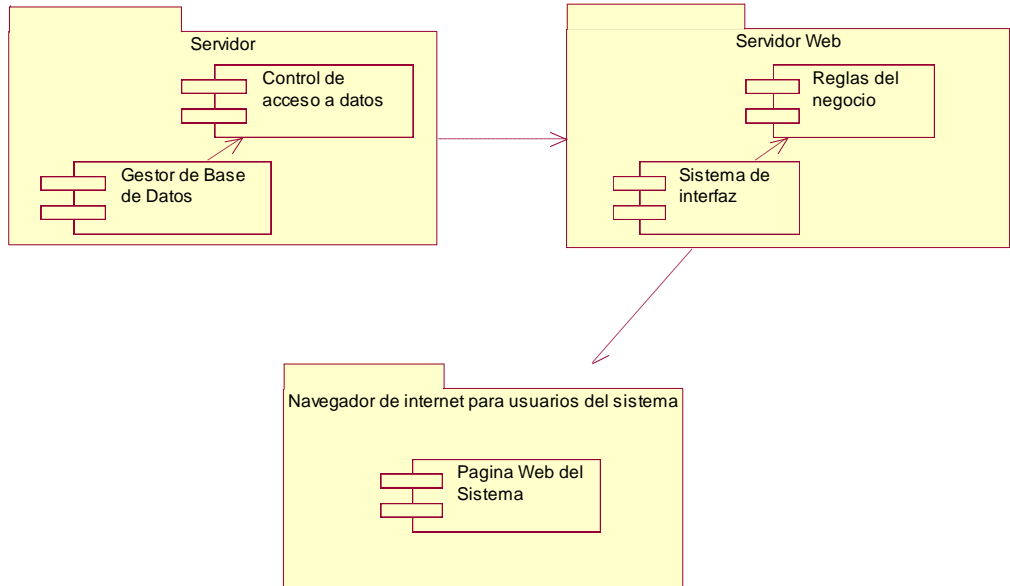 Servidor
Control de
acceso a datos
Gestor de Base
de Datos
Servidor Web
Reglas del
negocio
Sistema de
interfaz
Navegador de internet para usuarios del sistema
Pagina Web del
Sistema